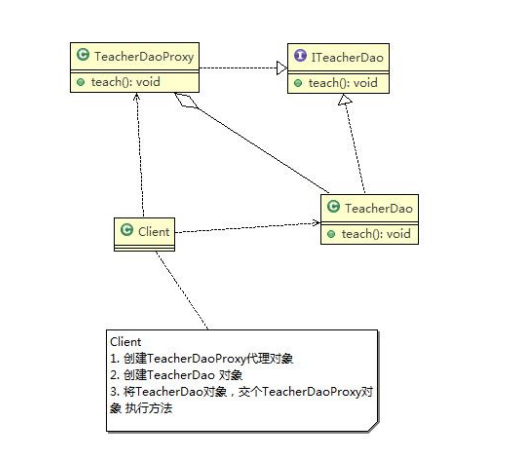 TeacherDaoProxy
teach(): void
ITeacherDao
teach(): void
TeacherDao
teach(): void
Client
Client
1. 创建TeacherDaoProxy代理对象
2. 创建TeacherDao 对象
3. 将TeacherDao对象，交个TeacherDaoProxy对
象 执行方法